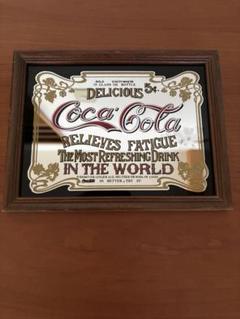 DELICIOUS 5¢
Coca-Cola
RELIEVES FATIGUE
THE MOST REFRESHING DRINK
IN THE WORLD